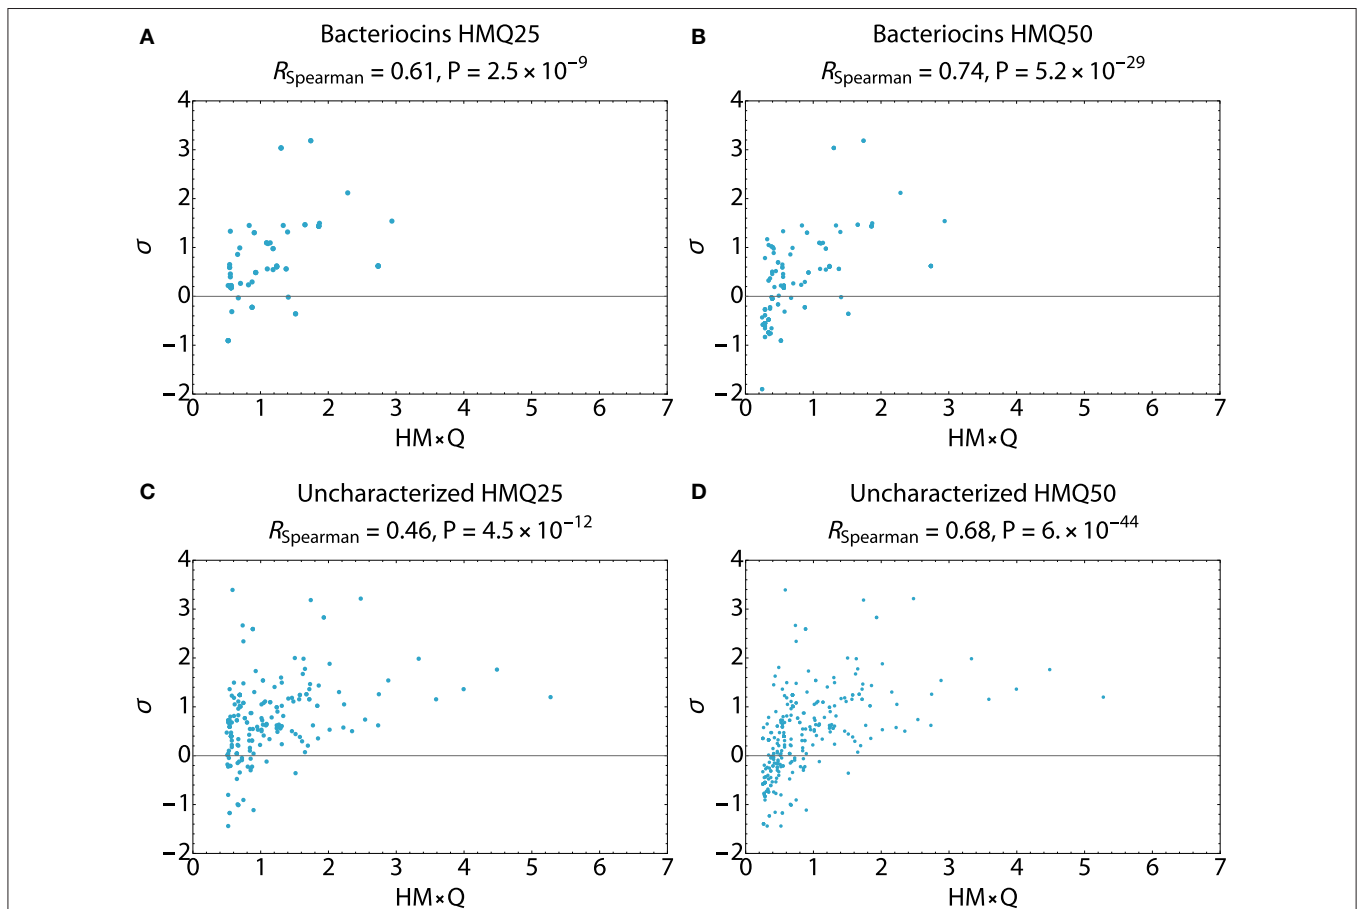 A
Bacteriocins HMQ25
R_Spearman = 0.61, P = 2.5 × 10^−9
4
3
2
1
0
−1
−2
σ
0 1 2 3 4 5 6 7
HM×Q
B
Bacteriocins HMQ50
R_Spearman = 0.74, P = 5.2 × 10^−29
4
3
2
1
0
−1
−2
σ
0 1 2 3 4 5 6 7
HM×Q
C
Uncharacterized HMQ25
R_Spearman = 0.46, P = 4.5 × 10^−12
4
3
2
1
0
−1
−2
σ
0 1 2 3 4 5 6 7
HM×Q
D
Uncharacterized HMQ50
R_Spearman = 0.68, P = 6. × 10^−44
4
3
2
1
0
−1
−2
σ
0 1 2 3 4 5 6 7
HM×Q